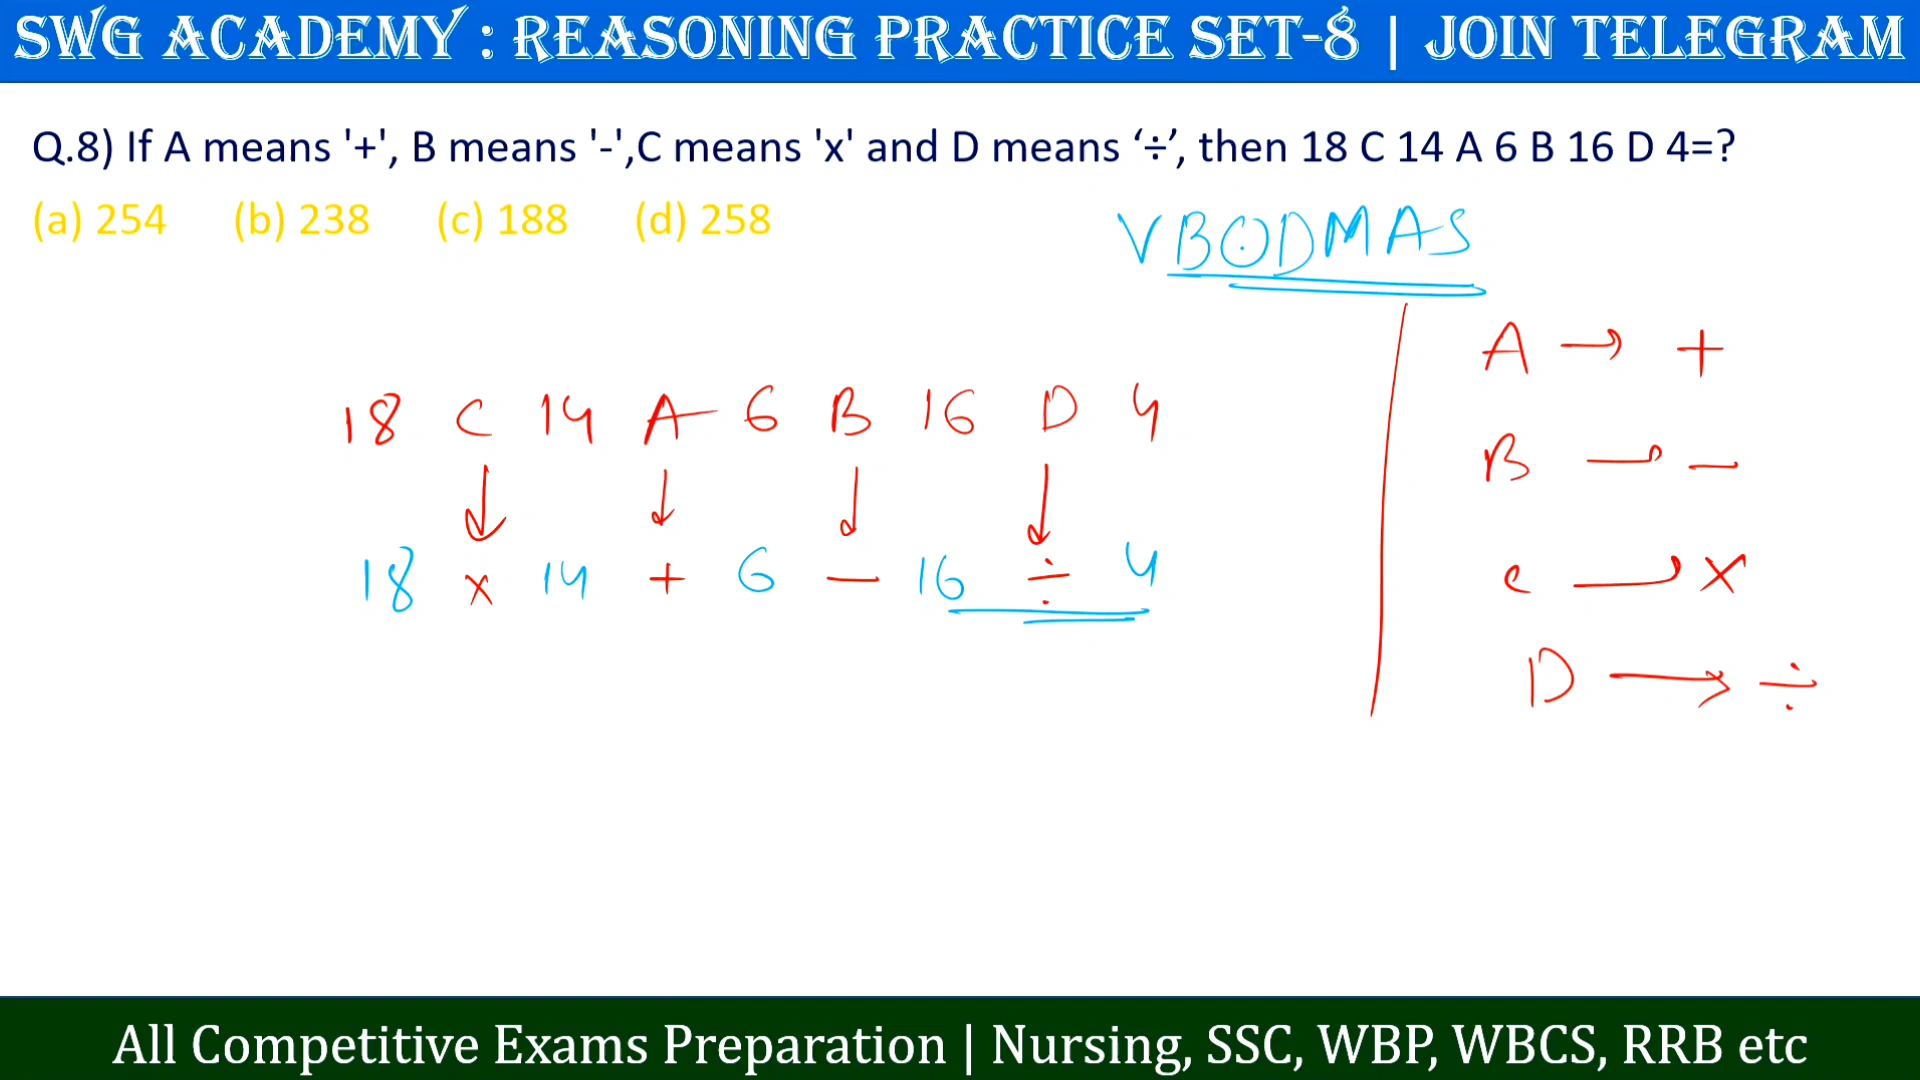 SWG ACADEMY : REASONING PRACTICE SET-8 | JOIN TELEGRAM
Q.8) If A means '+', B means '-',C means 'x' and D means ‘÷’, then 18 C 14 A 6 B 16 D 4=?
(a) 254 (b) 238 (c) 188 (d) 258
VBODMAS
A → +
18 C 14 A 6 B 16 D 4
B → −
18 × 14 + 6 − 16 ÷ 4
C → ×
D → ÷
All Competitive Exams Preparation | Nursing, SSC, WBP, WBCS, RRB etc